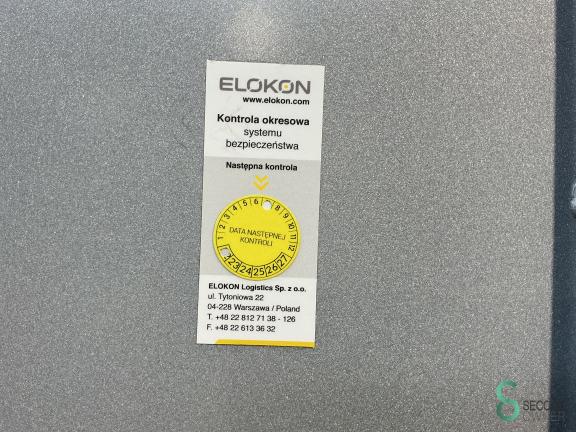 ELOKON
www.elokon.com
Kontrola okresowa
systemu
bezpieczeństwa
Następna kontrola
1 2 3 4 5 6 8 9 10 11 12
DATA NASTĘPNEJ
KONTROLI
23 24 25 26 27
ELOKON Logistics Sp. z o.o.
ul. Tytoniowa 22
04-228 Warszawa / Poland
T. +48 22 812 71 38 - 126
F. +48 22 613 36 32